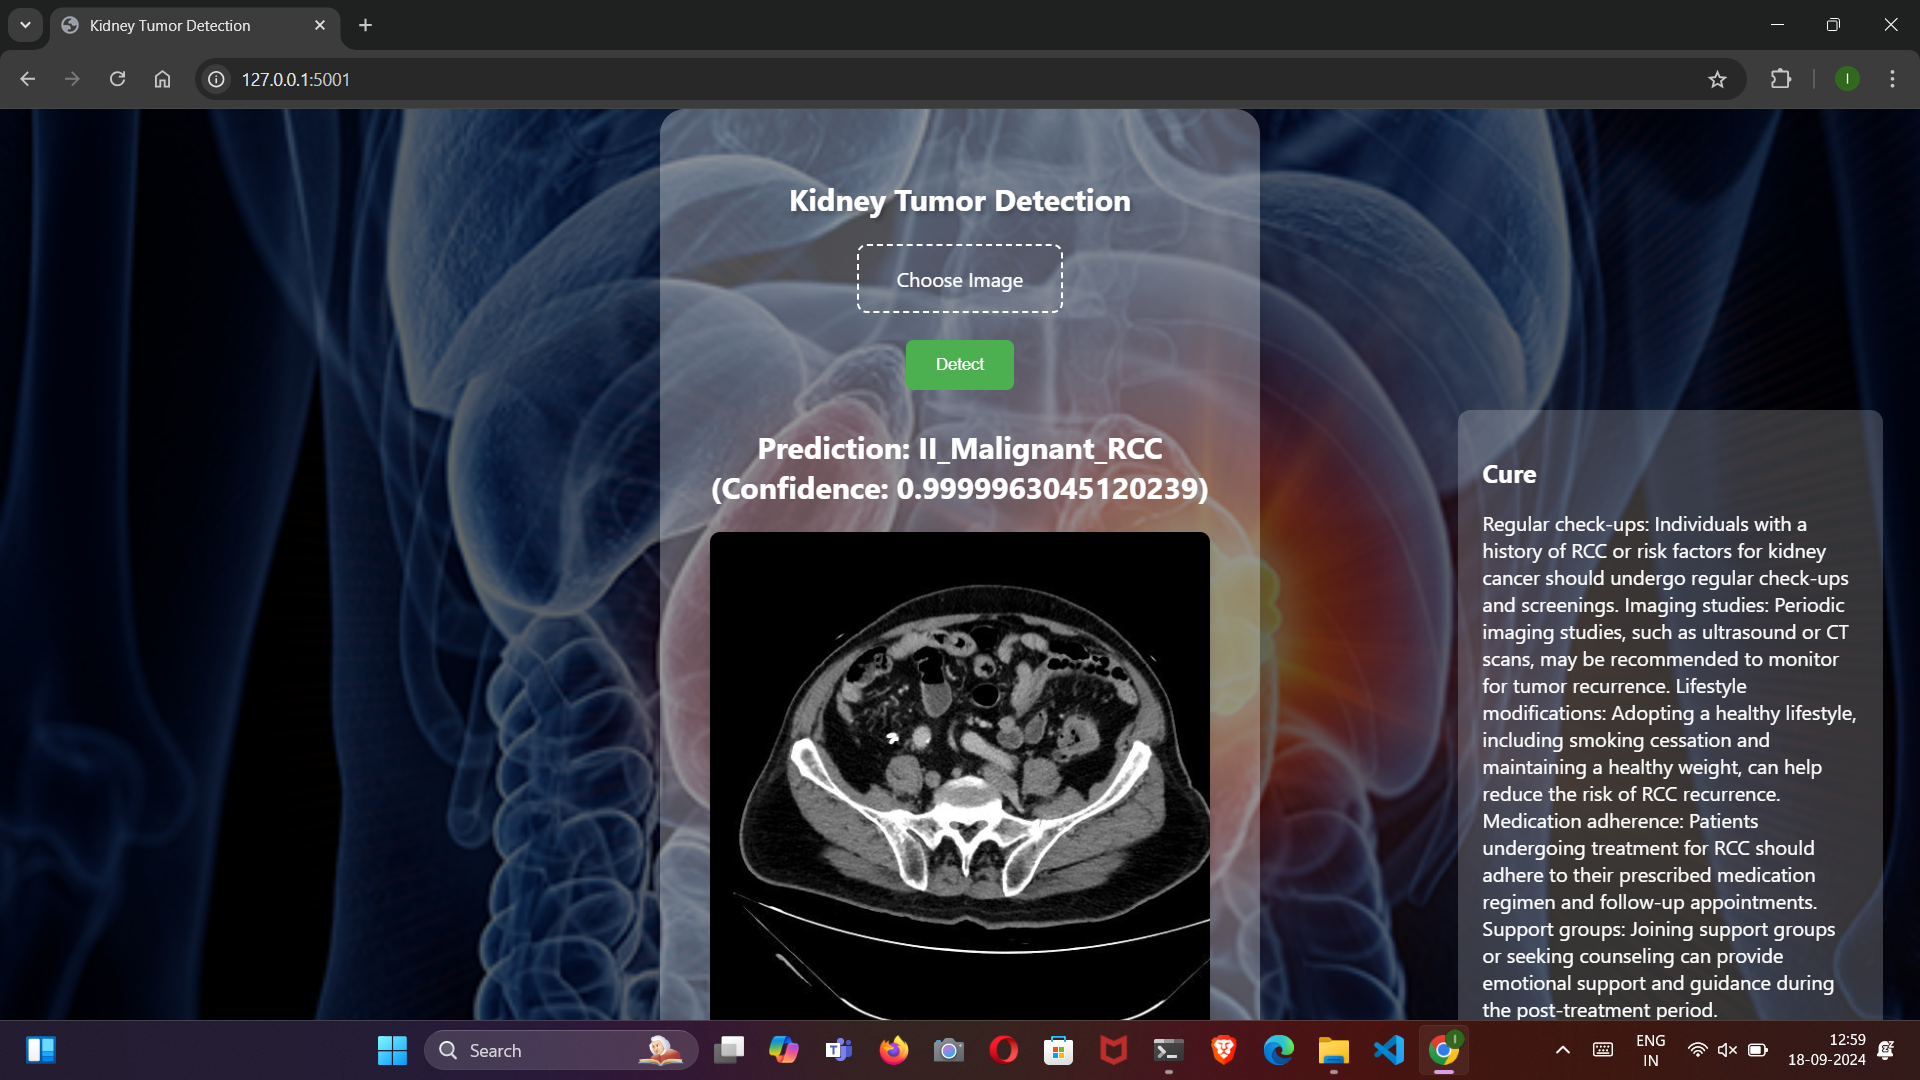 Kidney Tumor Detection
127.0.0.1:5001
I
Kidney Tumor Detection
Choose Image
Detect
Prediction: II_Malignant_RCC
(Confidence: 0.9999963045120239)
Cure
Regular check-ups: Individuals with a
history of RCC or risk factors for kidney
cancer should undergo regular check-ups
and screenings. Imaging studies: Periodic
imaging studies, such as ultrasound or CT
scans, may be recommended to monitor
for tumor recurrence. Lifestyle
modifications: Adopting a healthy lifestyle,
including smoking cessation and
maintaining a healthy weight, can help
reduce the risk of RCC recurrence.
Medication adherence: Patients
undergoing treatment for RCC should
adhere to their prescribed medication
regimen and follow-up appointments.
Support groups: Joining support groups
or seeking counseling can provide
emotional support and guidance during
the post-treatment period.
Search
I
ENG
IN
12:59
18-09-2024